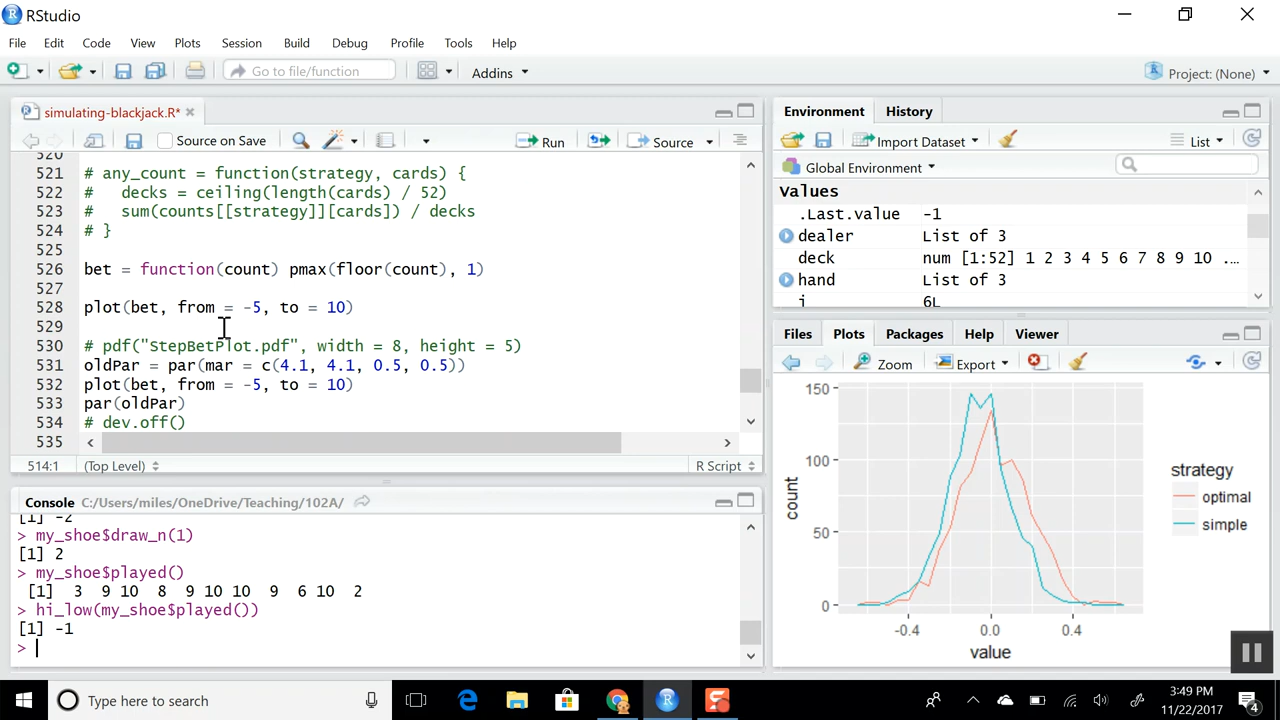 RStudio
File Edit Code View Plots Session Build Debug Profile Tools Help
Go to file/function Addins Project: (None)
simulating-blackjack.R*
Source on Save Run Source
520
521 # any_count = function(strategy, cards) {
522 #   decks = ceiling(length(cards) / 52)
523 #   sum(counts[[strategy]][cards]) / decks
524 # }
525
526 bet = function(count) pmax(floor(count), 1)
527
528 plot(bet, from = -5, to = 10)
529
530 # pdf("StepBetPlot.pdf", width = 8, height = 5)
531 oldPar = par(mar = c(4.1, 4.1, 0.5, 0.5))
532 plot(bet, from = -5, to = 10)
533 par(oldPar)
534 # dev.off()
535
514:1 (Top Level) R Script
Console C:/Users/miles/OneDrive/Teaching/102A/
[1] -2
> my_shoe$draw_n(1)
[1] 2
> my_shoe$played()
[1]  3  9 10  8  9 10 10  9  6 10  2
> hi_low(my_shoe$played())
[1] -1
>
Environment History
Import Dataset List
Global Environment
Values
.Last.value -1
dealer List of 3
deck num [1:52] 1 2 3 4 5 6 7 8 9 10 ...
hand List of 3
i 6L
Files Plots Packages Help Viewer
Zoom Export
150
100
50
0
count
-0.4 0.0 0.4
value
strategy
optimal
simple
Type here to search
3:49 PM
11/22/2017
4